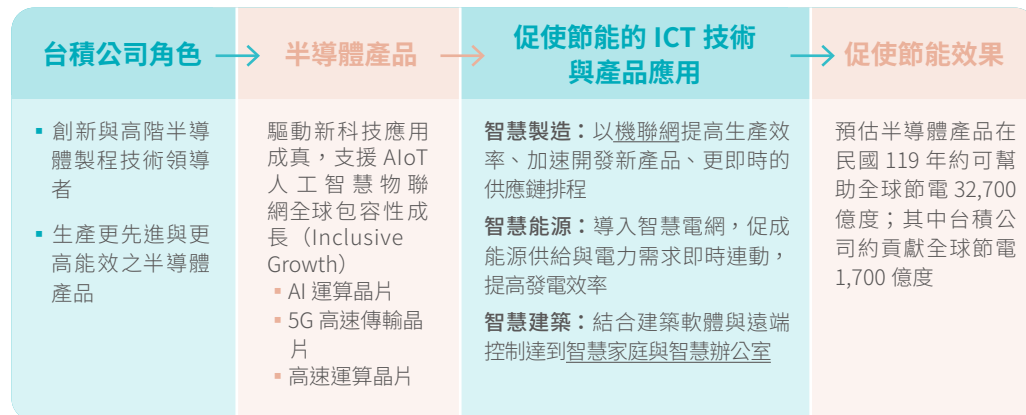 台積公司角色
半導體產品
促使節能的 ICT 技術
與產品應用
促使節能效果
▪ 創新與高階半導
體製程技術領導
者
▪ 生產更先進與更
高能效之半導體
產品
驅動新科技應用
成真，支援 AIoT
人工智慧物聯
網全球包容性成
長（Inclusive
Growth）
▪ AI 運算晶片
▪ 5G 高速傳輸晶
片
▪ 高速運算晶片
智慧製造：以機聯網提高生產效
率、加速開發新產品、更即時的
供應鏈排程
智慧能源：導入智慧電網，促成
能源供給與電力需求即時連動，
提高發電效率
智慧建築：結合建築軟體與遠端
控制達到智慧家庭與智慧辦公室
預估半導體產品在
民國 119 年約可幫
助全球節電 32,700
億度；其中台積公
司約貢獻全球節電
1,700 億度